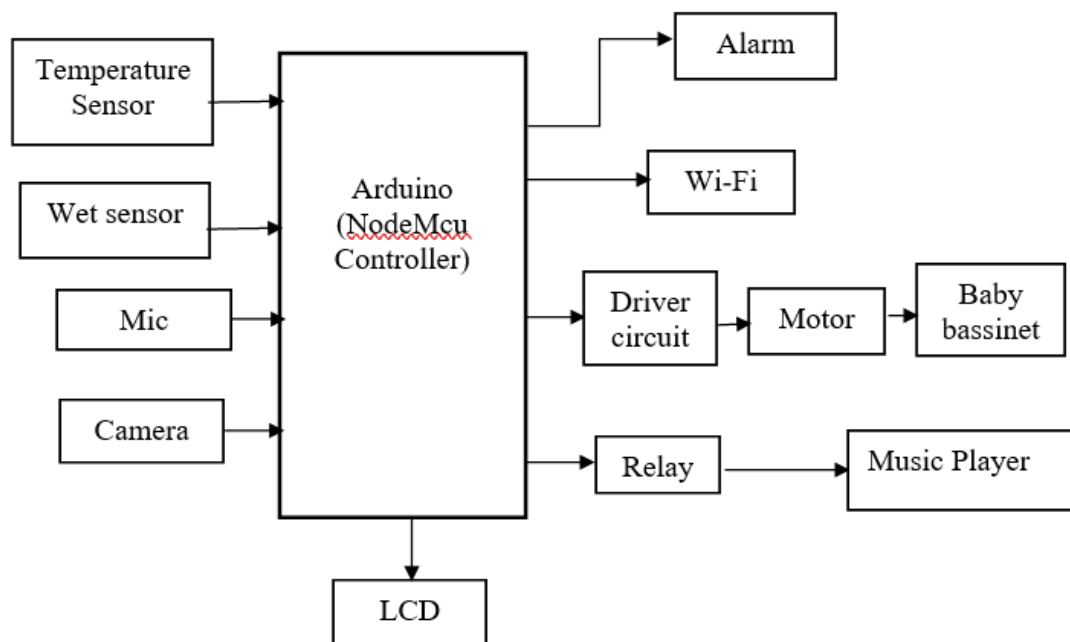 Temperature
Sensor
Wet sensor
Mic
Camera
Arduino
(NodeMcu
Controller)
Alarm
Wi-Fi
Driver
circuit
Motor
Baby
bassinet
Relay
Music Player
LCD